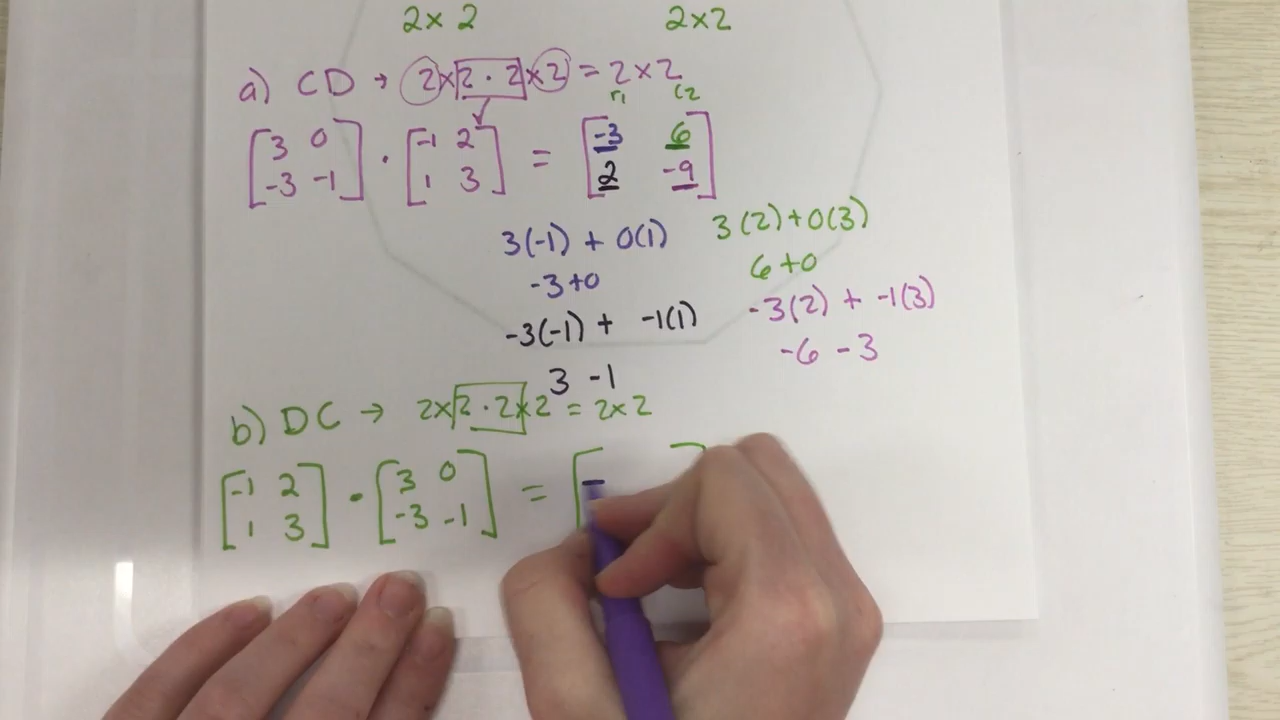 2x2 2x2
a) CD → 2x2·2x2 = 2x2
r1 c2
[3 0] · [-1 2] = [-3 6]
[-3 -1] [1 3] [2 -9]
3(-1) + 0(1) 3(2)+0(3)
-3+0 6+0
-3(-1) + -1(1) -3(2) + -1(3)
3 -1 -6 -3
b) DC → 2x2·2x2 = 2x2
[-1 2] · [3 0] = [
[1 3] [-3 -1]